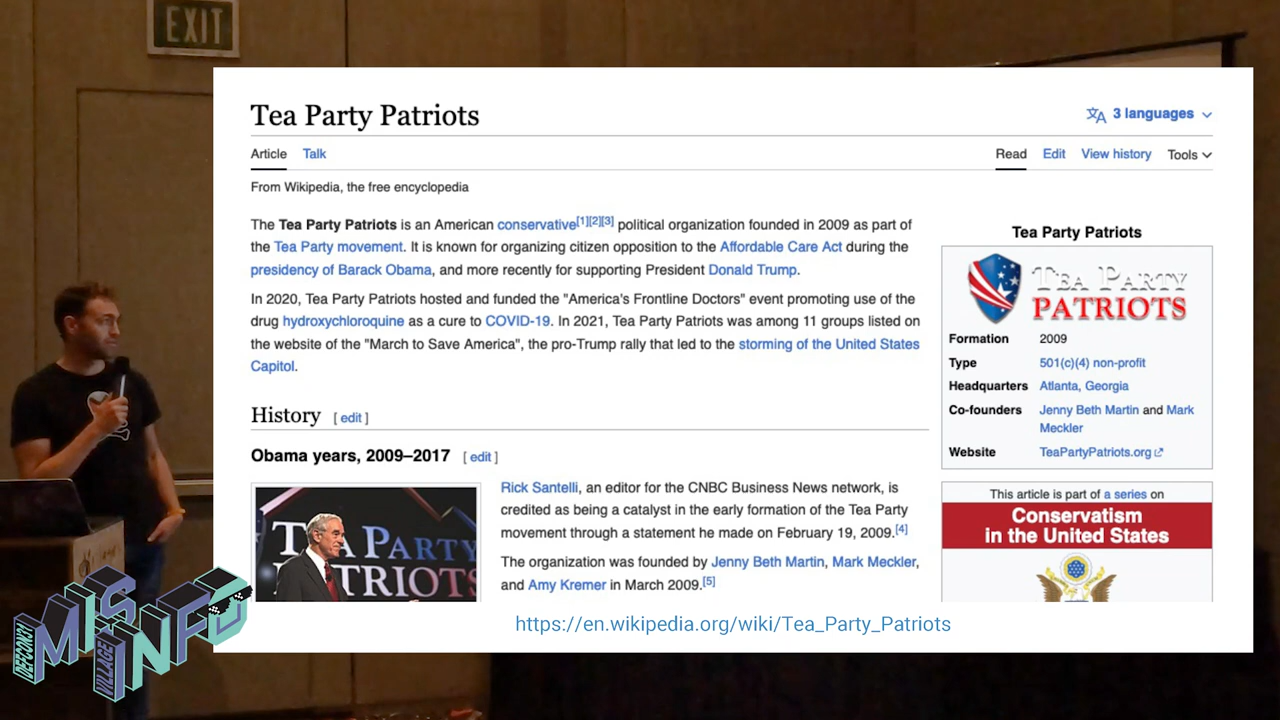 EXIT
Tea Party Patriots
3 languages
Article Talk
Read Edit View history Tools
From Wikipedia, the free encyclopedia
The Tea Party Patriots is an American conservative[1][2][3] political organization founded in 2009 as part of
the Tea Party movement. It is known for organizing citizen opposition to the Affordable Care Act during the
presidency of Barack Obama, and more recently for supporting President Donald Trump.
In 2020, Tea Party Patriots hosted and funded the "America's Frontline Doctors" event promoting use of the
drug hydroxychloroquine as a cure to COVID-19. In 2021, Tea Party Patriots was among 11 groups listed on
the website of the "March to Save America", the pro-Trump rally that led to the storming of the United States
Capitol.
History [ edit ]
Obama years, 2009–2017 [ edit ]
TEA PARTY
PATRIOTS
Rick Santelli, an editor for the CNBC Business News network, is
credited as being a catalyst in the early formation of the Tea Party
movement through a statement he made on February 19, 2009.[4]
The organization was founded by Jenny Beth Martin, Mark Meckler,
and Amy Kremer in March 2009.[5]
Tea Party Patriots
TEA PARTY
PATRIOTS
Formation 2009
Type 501(c)(4) non-profit
Headquarters Atlanta, Georgia
Co-founders Jenny Beth Martin and Mark
Meckler
Website TeaPartyPatriots.org
This article is part of a series on
Conservatism
in the United States
https://en.wikipedia.org/wiki/Tea_Party_Patriots
DEFCON31
MISINFO
VILLAGE